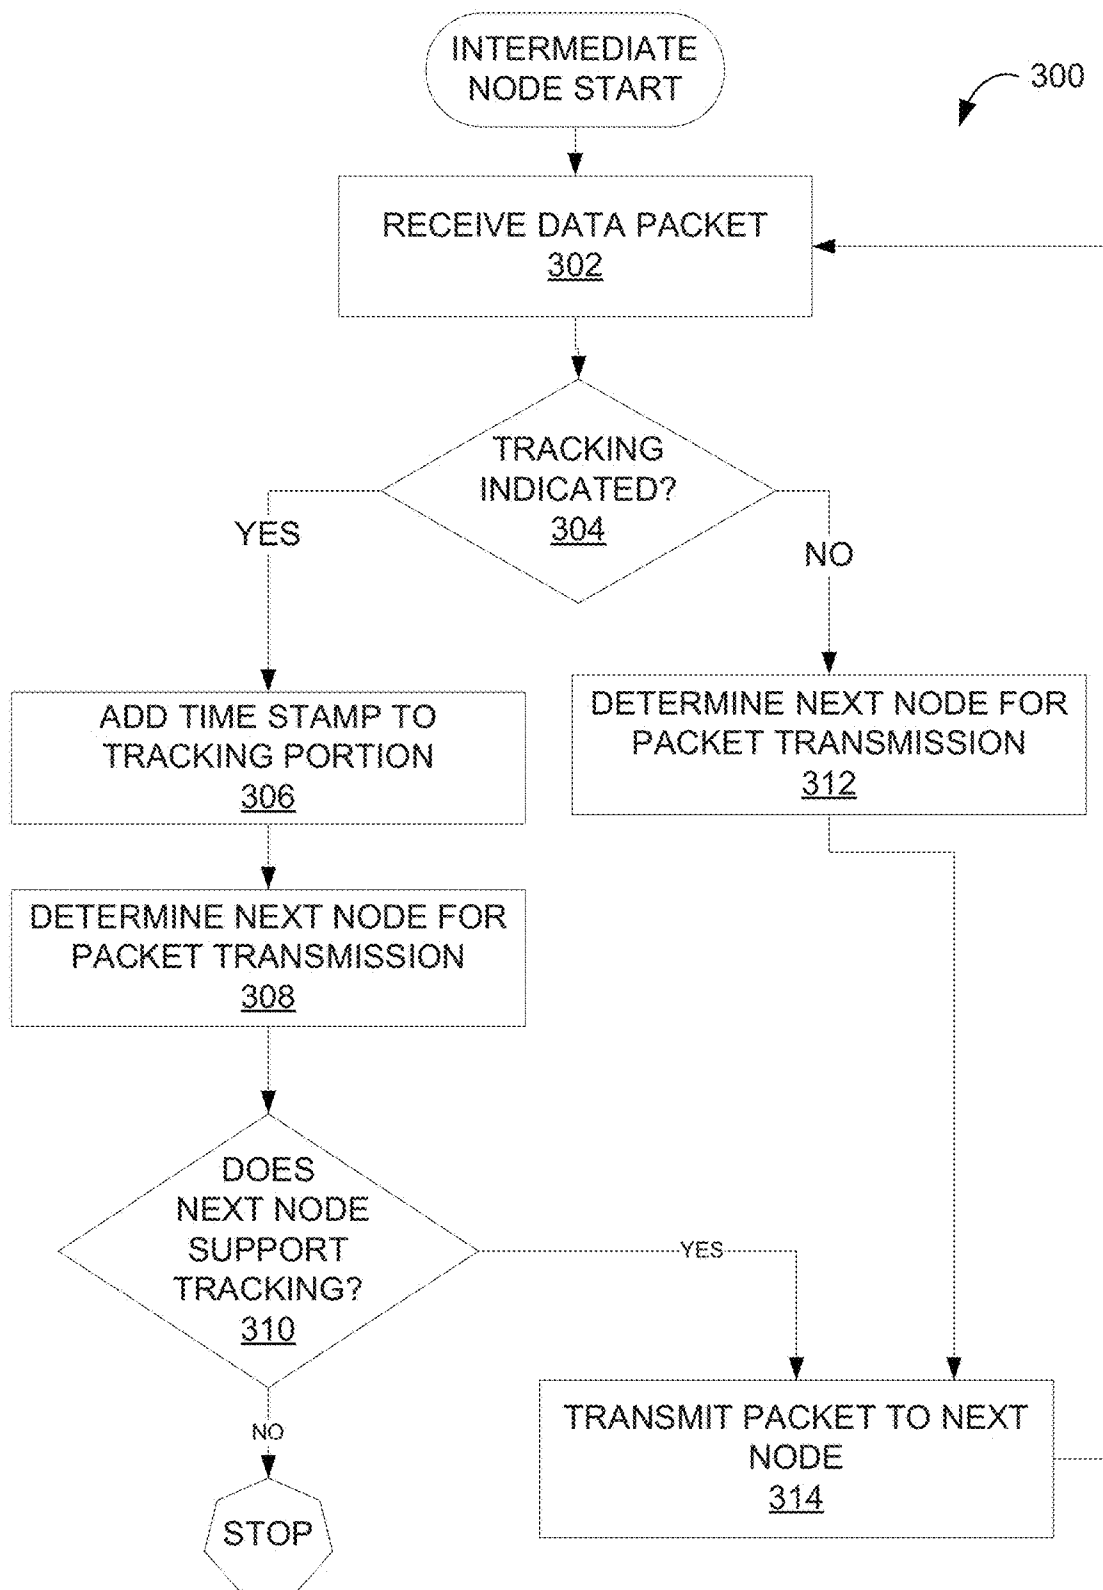 INTERMEDIATE
NODE START
300
RECEIVE DATA PACKET
302
TRACKING
INDICATED?
304
YES
NO
ADD TIME STAMP TO
TRACKING PORTION
306
DETERMINE NEXT NODE FOR
PACKET TRANSMISSION
312
DETERMINE NEXT NODE FOR
PACKET TRANSMISSION
308
DOES
NEXT NODE
SUPPORT
TRACKING?
310
YES
NO
TRANSMIT PACKET TO NEXT
NODE
314
STOP